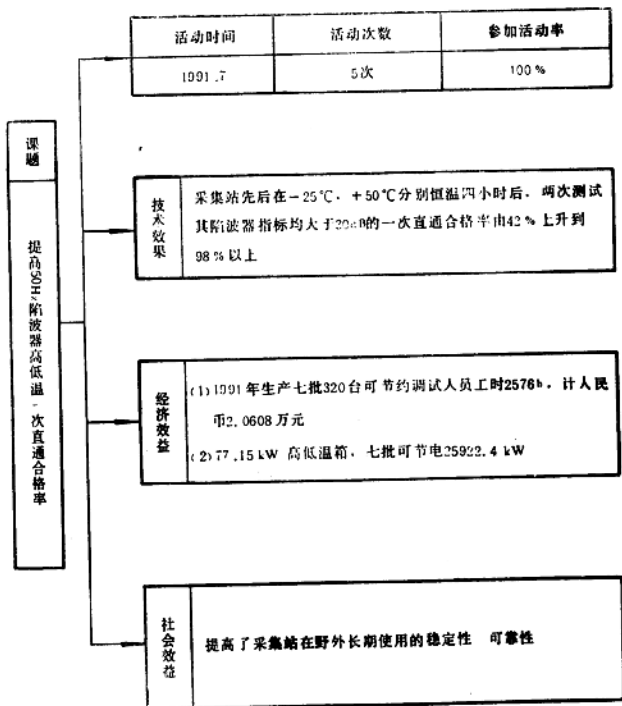 活动时间 活动次数 参加活动率
1991.7 5次 100%
课题
提高50Hz陷波器高低温一次直通合格率
技术效果
采集站先后在-25℃，+50℃分别恒温四小时后，两次测试
其陷波器指标均大于20dB的一次直通合格率由42%上升到
98%以上
经济效益
(1)1991年生产七批320台可节约调试人员工时2576h，计人民
币2.0608万元
(2)77.15kW 高低温箱，七批可节电25922.4 kW
社会效益
提高了采集站在野外长期使用的稳定性 可靠性